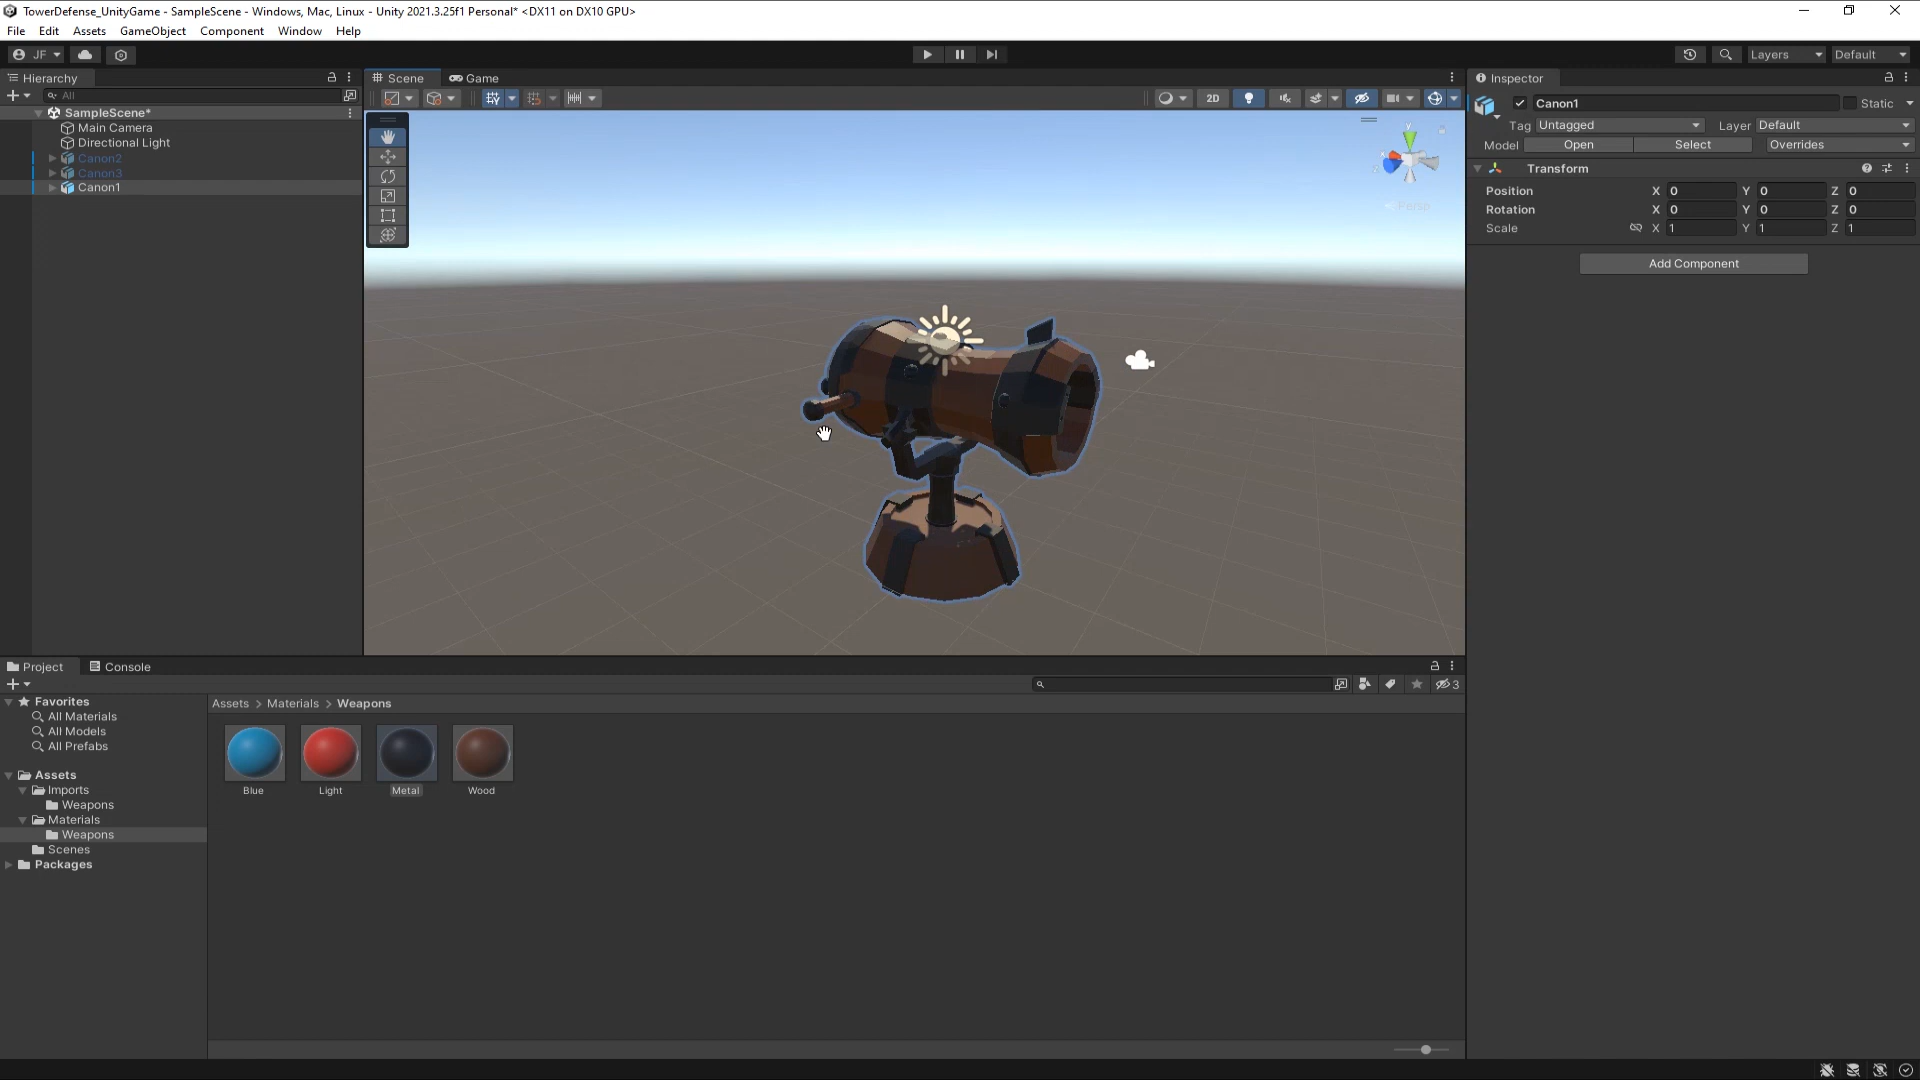 TowerDefense_UnityGame - SampleScene - Windows, Mac, Linux - Unity 2021.3.25f1 Personal* <DX11 on DX10 GPU>
File Edit Assets GameObject Component Window Help
JF Layers Default
Hierarchy
All
SampleScene*
Main Camera
Directional Light
Canon2
Canon3
Canon1
Scene Game
2D
Y
Persp
Inspector
Canon1 Static
Tag Untagged Layer Default
Model Open Select Overrides
Transform
Position X 0 Y 0 Z 0
Rotation X 0 Y 0 Z 0
Scale X 1 Y 1 Z 1
Add Component
Project Console
3
Favorites
All Materials
All Models
All Prefabs
Assets
Imports
Weapons
Materials
Weapons
Scenes
Packages
Assets > Materials > Weapons
Blue Light Metal Wood